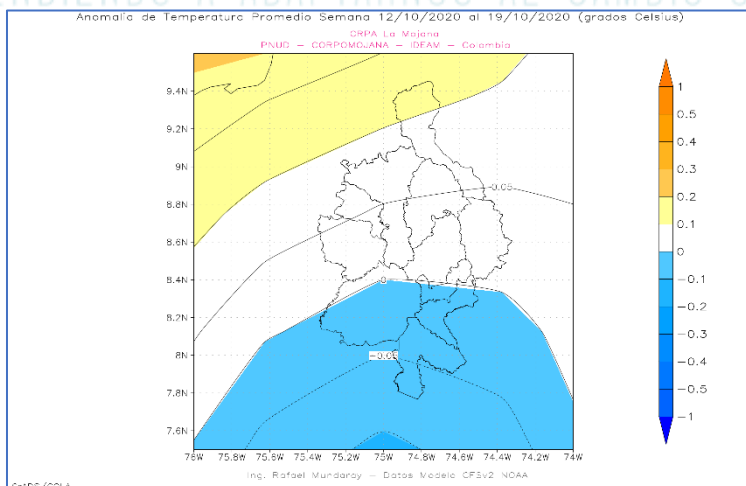 Anomalia de Temperatura Promedio Semana 12/10/2020 al 19/10/2020 (grados Celsius)
CRPA La Mojana
PNUD - CORPOMOJANA - IDEAM - Colombia
9.4N
9.2N
9N
8.8N
8.6N
8.4N
8.2N
8N
7.8N
7.6N
76W 75.8W 75.6W 75.4W 75.2W 75W 74.8W 74.6W 74.4W 74.2W 74W
0.05
0
-0.05
1
0.5
0.4
0.3
0.2
0.1
0
-0.1
-0.2
-0.3
-0.4
-0.5
-1
Ing. Rafael Mundaray - Datos Modelo CFSv2 NOAA